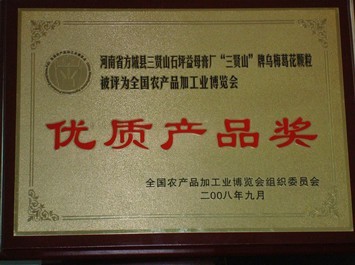 河南省方城县三贤山石坪益母膏厂“三贤山”牌乌梅葛花颗粒
被评为全国农产品加工业博览会
优质产品奖
全国农产品加工业博览会组织委员会
二00八年九月